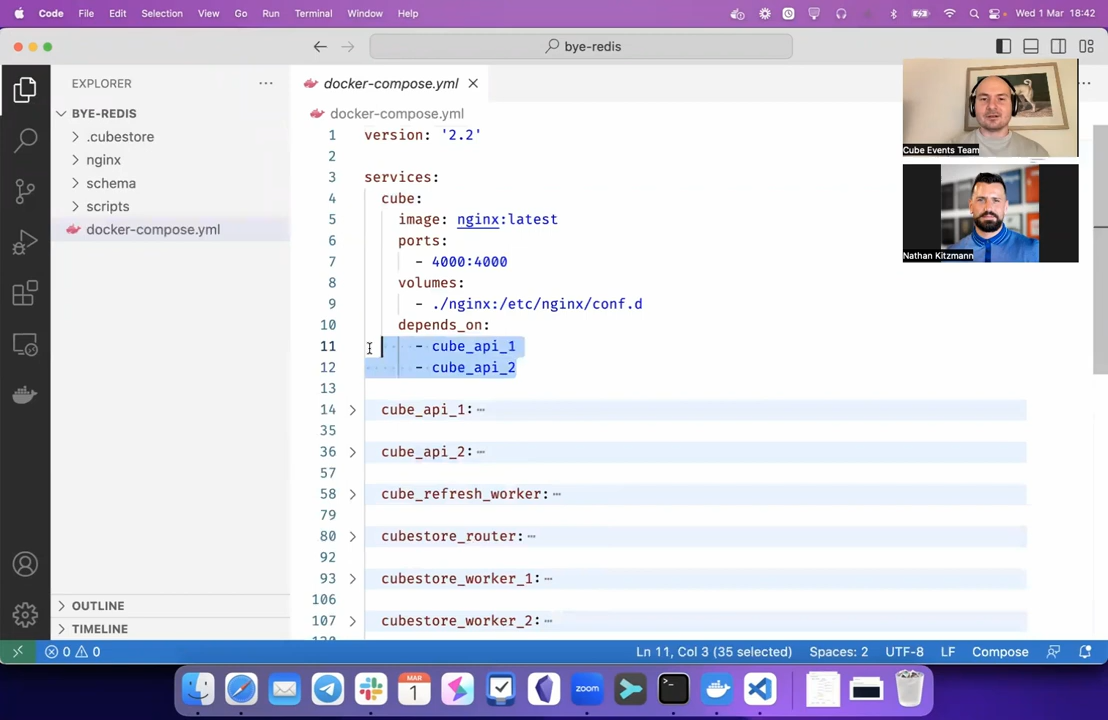 Code File Edit Selection View Go Run Terminal Window Help Wed 1 Mar 18:42
bye-redis
EXPLORER
docker-compose.yml
BYE-REDIS
.cubestore
nginx
schema
scripts
docker-compose.yml
OUTLINE
TIMELINE
docker-compose.yml
1 version: '2.2'
2
3 services:
4 cube:
5 image: nginx:latest
6 ports:
7 - 4000:4000
8 volumes:
9 - ./nginx:/etc/nginx/conf.d
10 depends_on:
11 - cube_api_1
12 - cube_api_2
13
14 cube_api_1:
35
36 cube_api_2:
57
58 cube_refresh_worker:
79
80 cubestore_router:
92
93 cubestore_worker_1:
106
107 cubestore_worker_2:
Cube Events Team
Nathan Kitzmann
0 0 Ln 11, Col 3 (35 selected) Spaces: 2 UTF-8 LF Compose
MAR
1
zoom